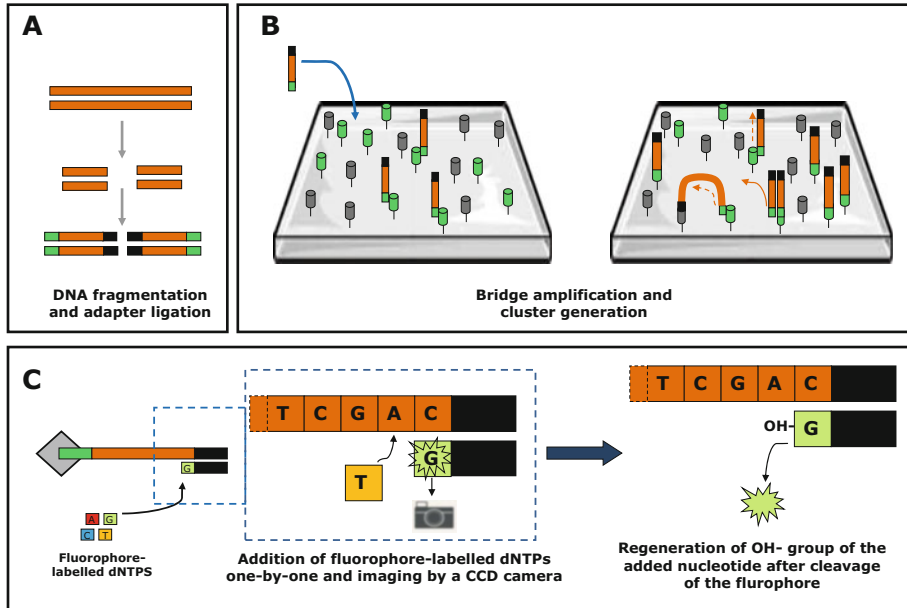 A
DNA fragmentation
and adapter ligation
B
Bridge amplification and
cluster generation
C
G
A G
C T
Fluorophore-
labelled dNTPS
T C G A C
G
T
Addition of fluorophore-labelled dNTPs
one-by-one and imaging by a CCD camera
T C G A C
OH- G
Regeneration of OH- group of the
added nucleotide after cleavage
of the flurophore